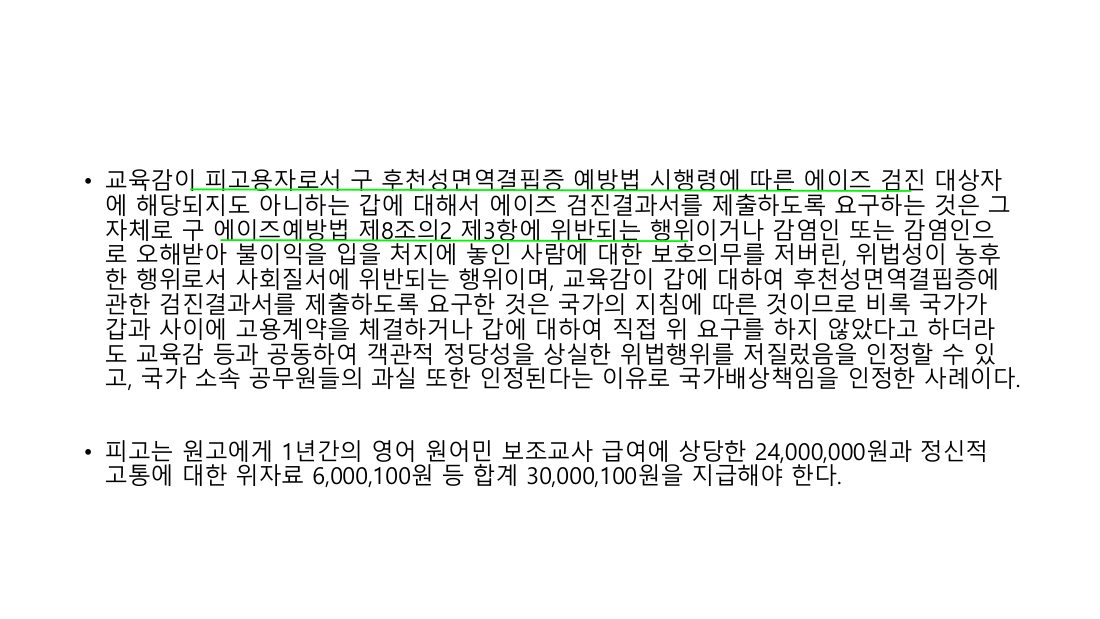 • 교육감이 피고용자로서 구 후천성면역결핍증 예방법 시행령에 따른 에이즈 검진 대상자
에 해당되지도 아니하는 갑에 대해서 에이즈 검진결과서를 제출하도록 요구하는 것은 그
자체로 구 에이즈예방법 제8조의2 제3항에 위반되는 행위이거나 감염인 또는 감염인으
로 오해받아 불이익을 입을 처지에 놓인 사람에 대한 보호의무를 저버린, 위법성이 농후
한 행위로서 사회질서에 위반되는 행위이며, 교육감이 갑에 대하여 후천성면역결핍증에
관한 검진결과서를 제출하도록 요구한 것은 국가의 지침에 따른 것이므로 비록 국가가
갑과 사이에 고용계약을 체결하거나 갑에 대하여 직접 위 요구를 하지 않았다고 하더라
도 교육감 등과 공동하여 객관적 정당성을 상실한 위법행위를 저질렀음을 인정할 수 있
고, 국가 소속 공무원들의 과실 또한 인정된다는 이유로 국가배상책임을 인정한 사례이다.
• 피고는 원고에게 1년간의 영어 원어민 보조교사 급여에 상당한 24,000,000원과 정신적
고통에 대한 위자료 6,000,100원 등 합계 30,000,100원을 지급해야 한다.